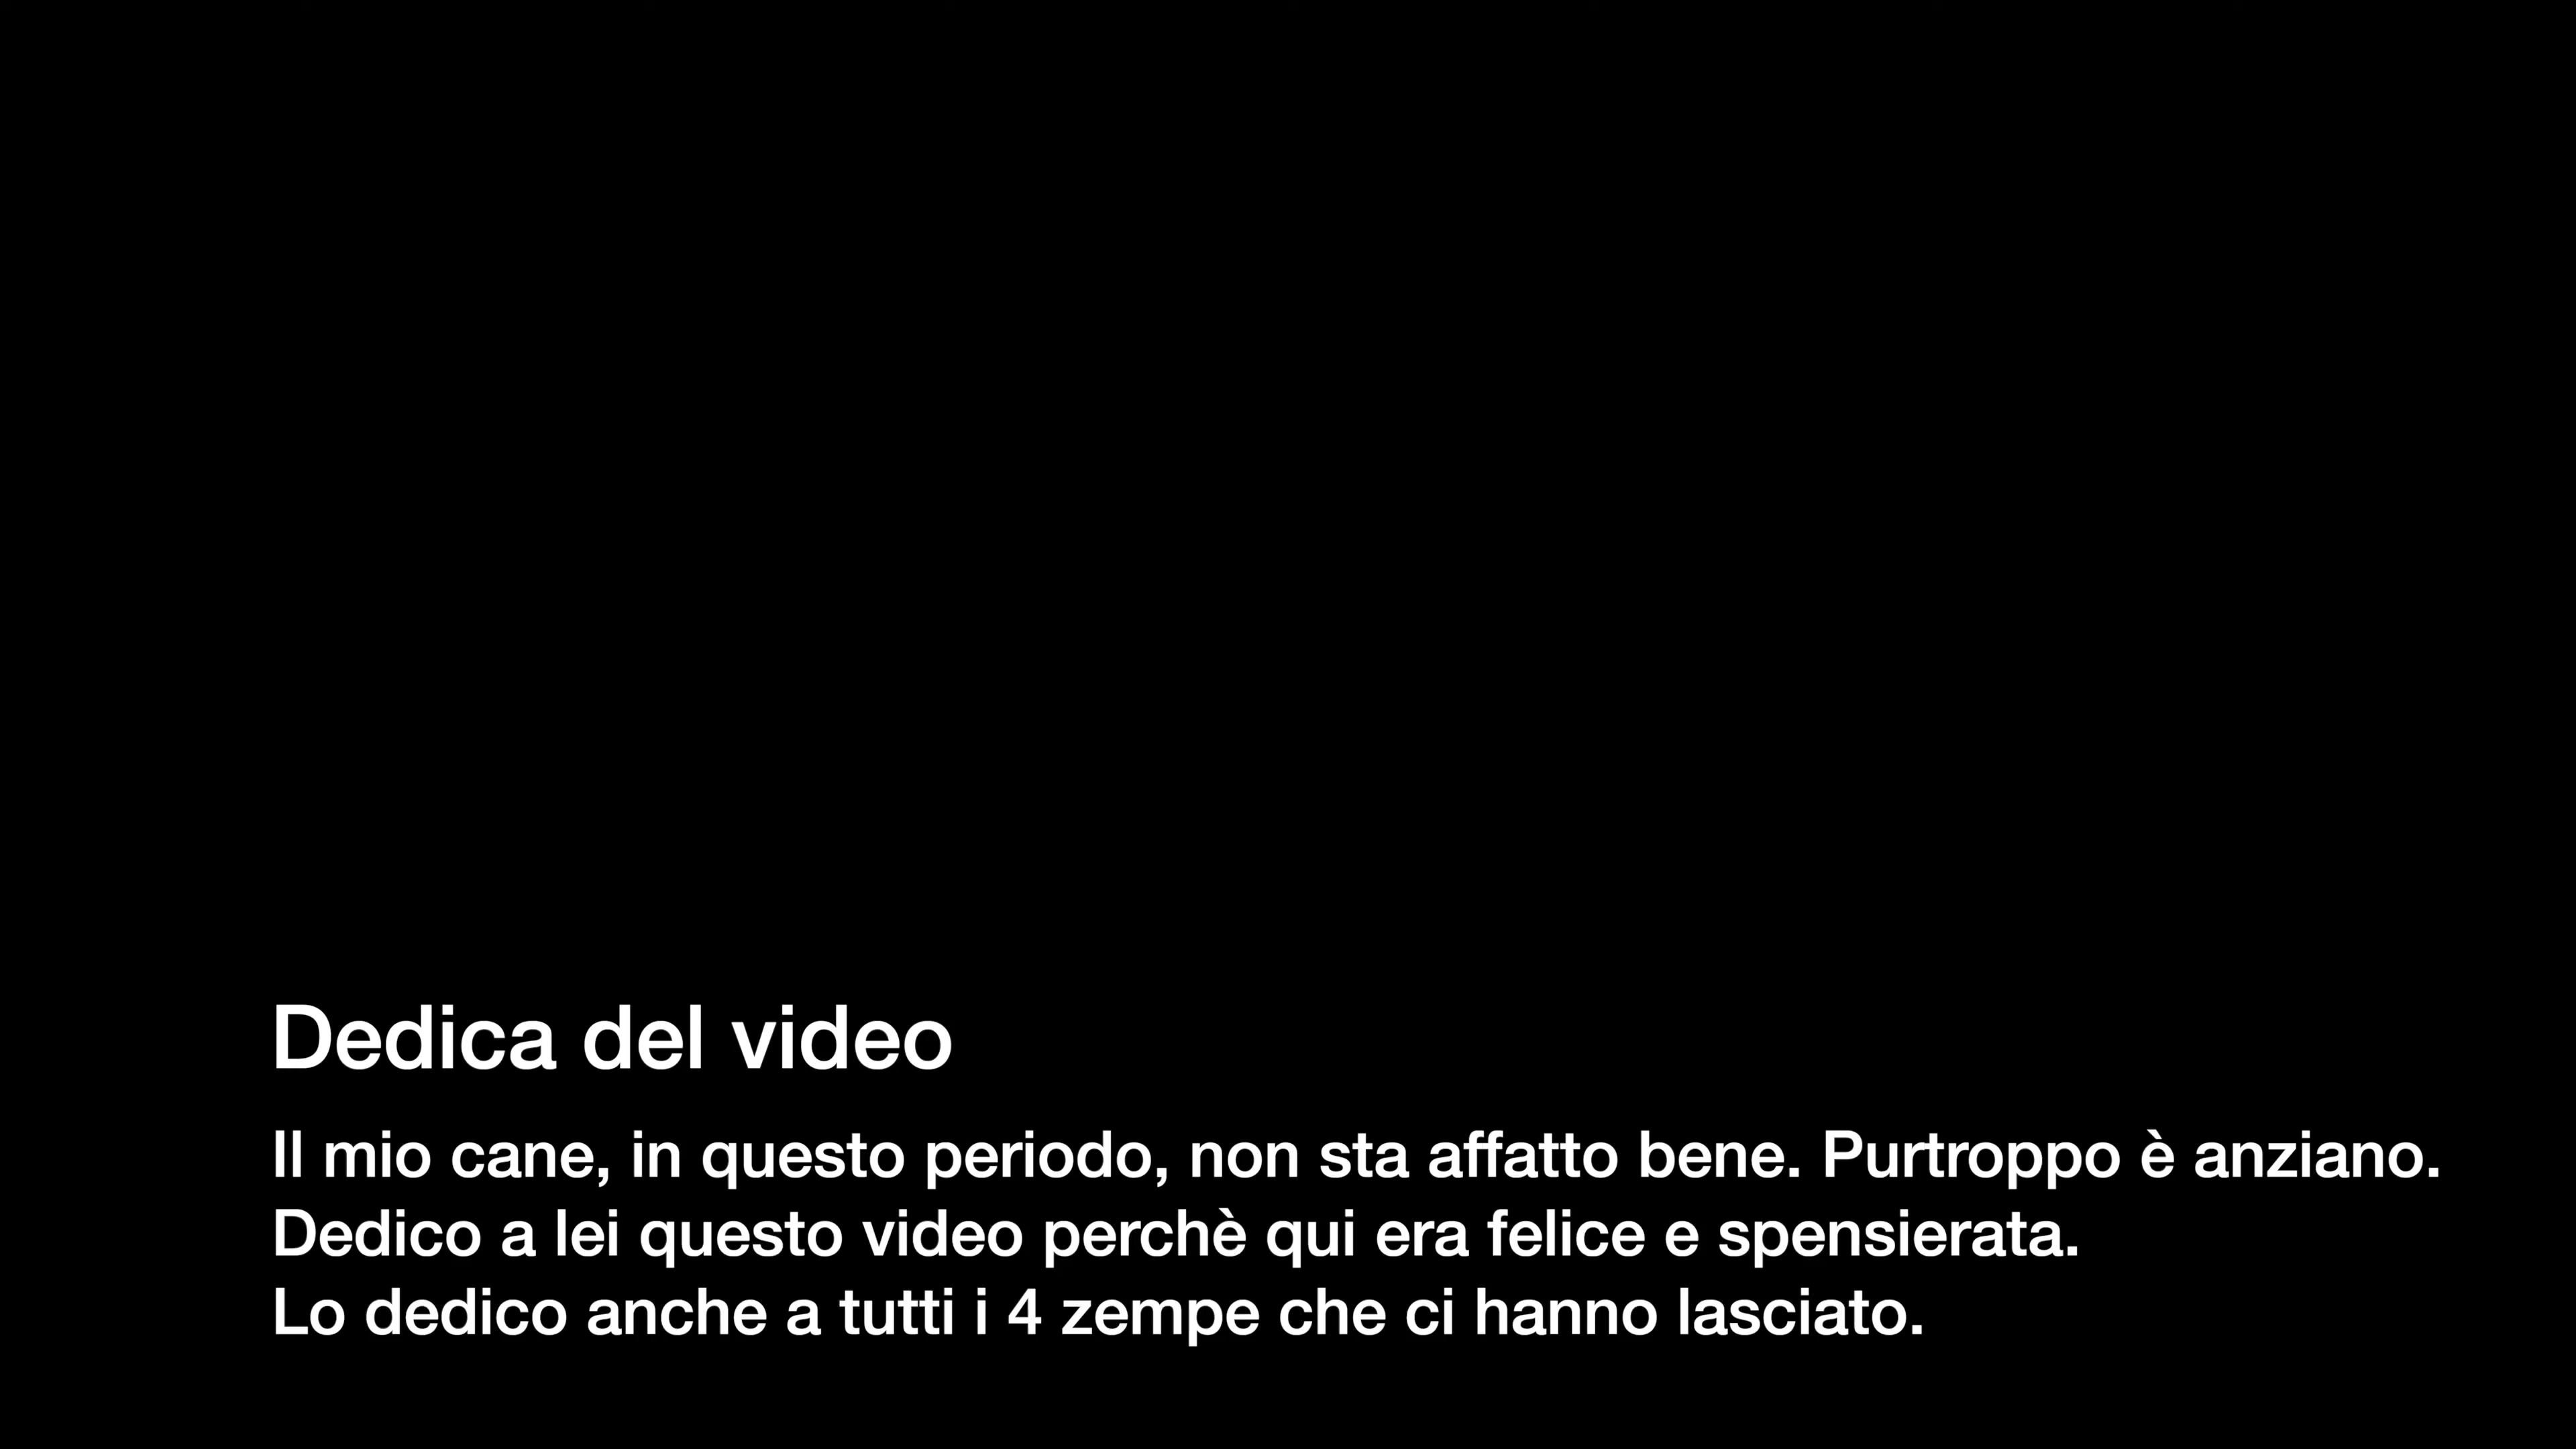 Dedica del video
Il mio cane, in questo periodo, non sta affatto bene. Purtroppo è anziano.
Dedico a lei questo video perchè qui era felice e spensierata.
Lo dedico anche a tutti i 4 zempe che ci hanno lasciato.